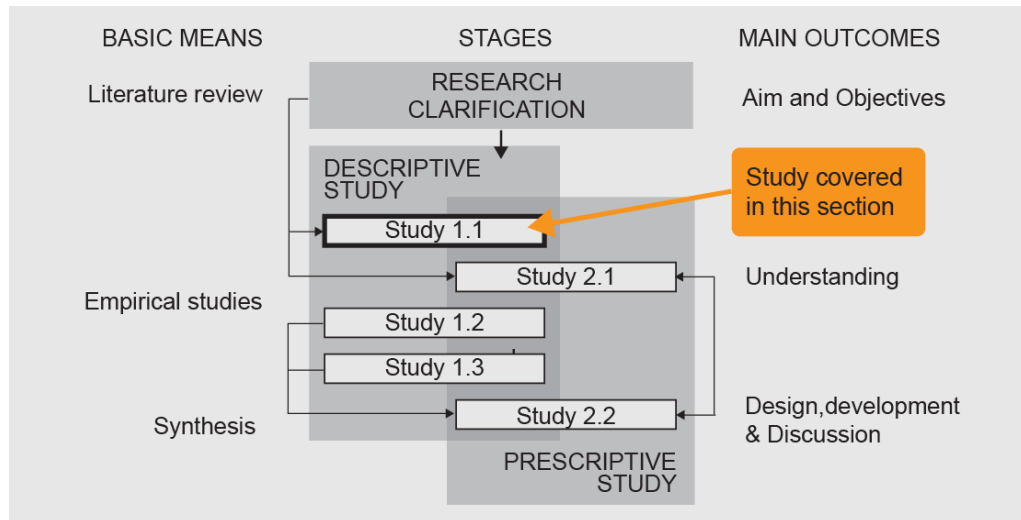 BASIC MEANS
STAGES
MAIN OUTCOMES
Literature review
RESEARCH
CLARIFICATION
Aim and Objectives
DESCRIPTIVE
STUDY
Study covered
in this section
Study 1.1
Study 2.1
Understanding
Empirical studies
Study 1.2
Study 1.3
Synthesis
Study 2.2
Design,development
& Discussion
PRESCRIPTIVE
STUDY